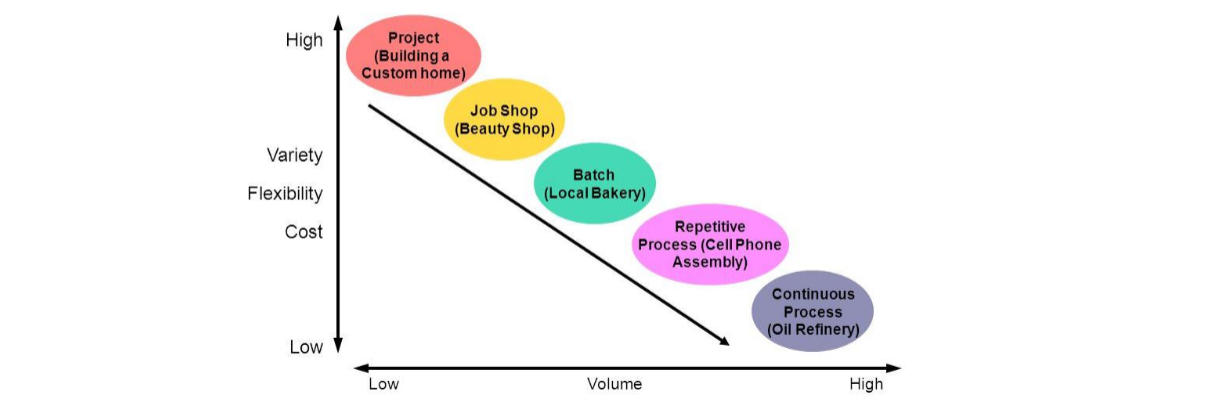 High
Project
(Building a
Custom home)
Job Shop
(Beauty Shop)
Variety
Flexibility
Cost
Batch
(Local Bakery)
Repetitive
Process (Cell Phone
Assembly)
Continuous
Process
(Oil Refinery)
Low
Low
Volume
High